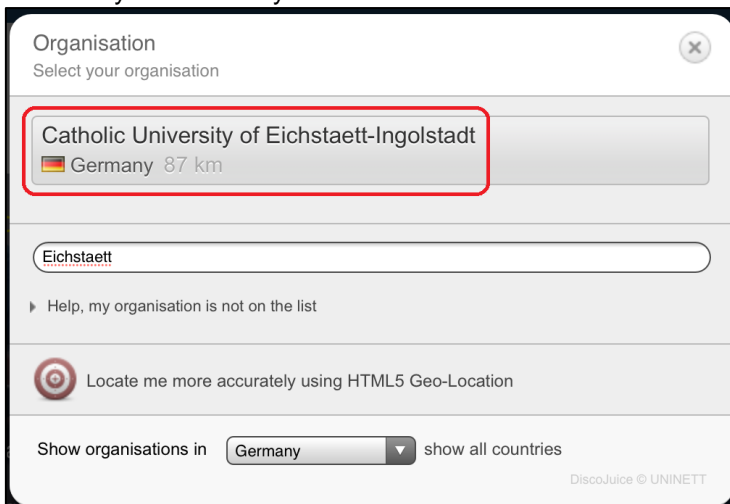 Organisation
Select your organisation
Catholic University of Eichstaett-Ingolstadt
Germany 87 km
Eichstaett
Help, my organisation is not on the list
Locate me more accurately using HTML5 Geo-Location
Show organisations in Germany show all countries
DiscoJuice © UNINETT